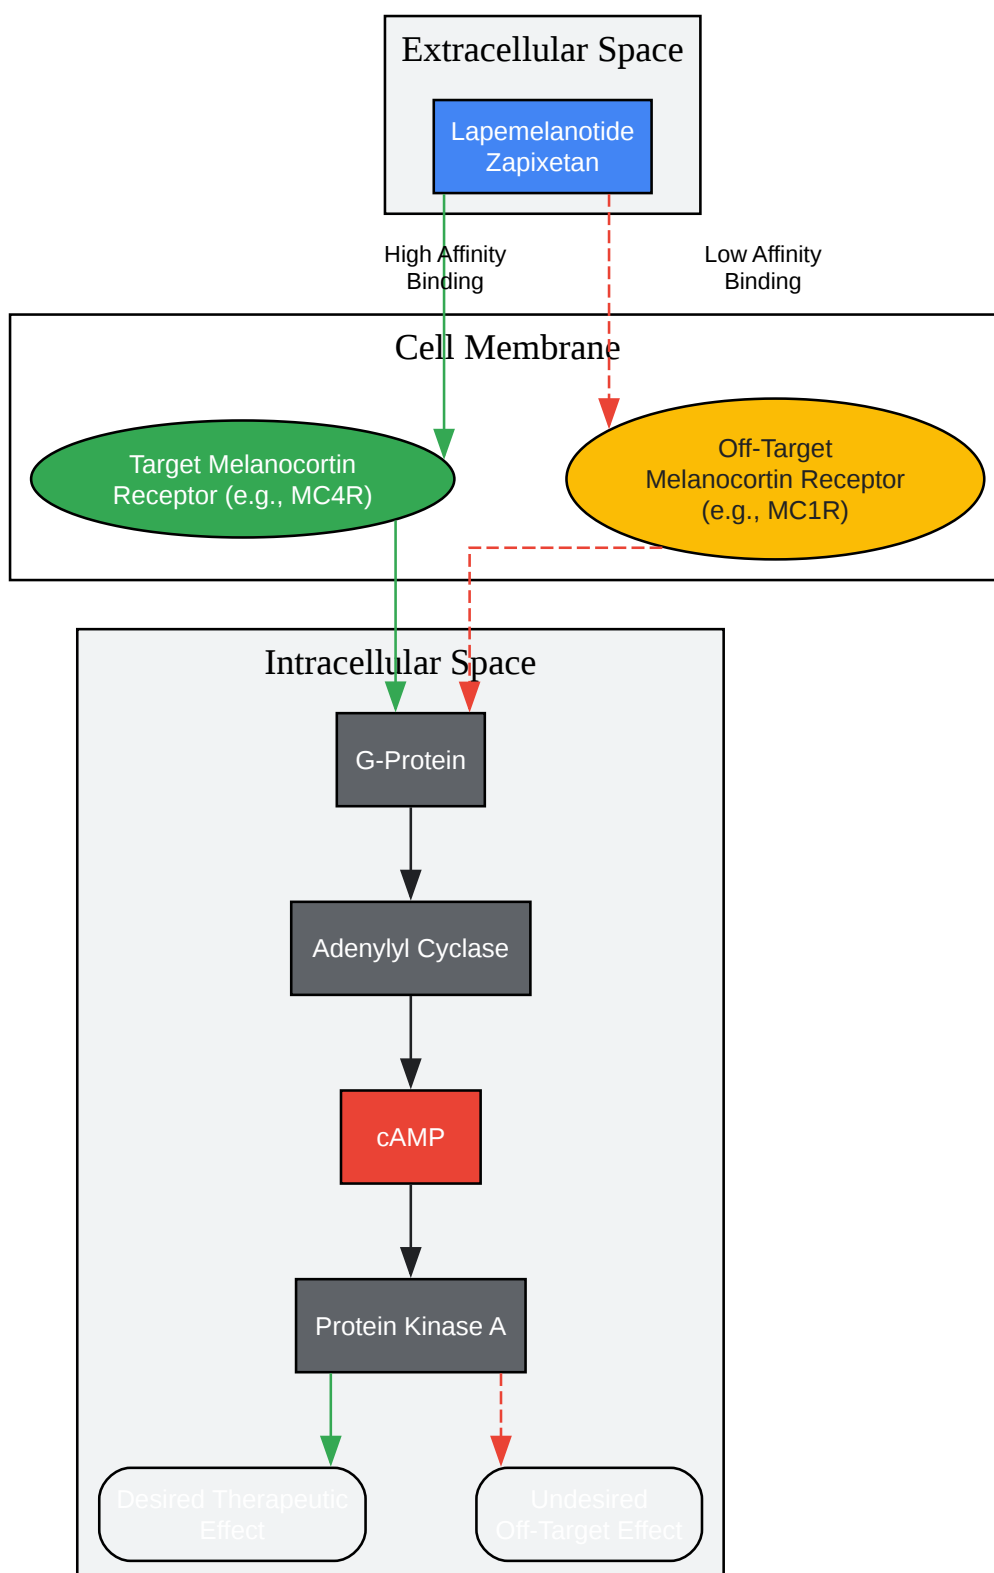 Extracellular Space
Lapemelanotide
Zapixetan
High Affinity
Binding
Low Affinity
Binding
Cell Membrane
Target Melanocortin
Receptor (e.g., MC4R)
Off-Target
Melanocortin Receptor
(e.g., MC1R)
Intracellular Space
G-Protein
Adenylyl Cyclase
cAMP
Protein Kinase A
Desired Therapeutic
Effect
Undesired
Off-Target Effect